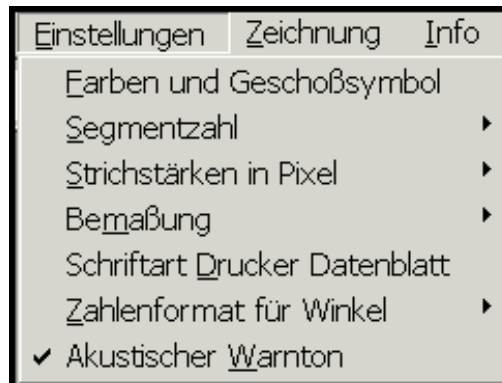 Einstellungen Zeichnung Info
Farben und Geschoßsymbol
Segmentzahl
Strichstärken in Pixel
Bemaßung
Schriftart Drucker Datenblatt
Zahlenformat für Winkel
Akustischer Warnton